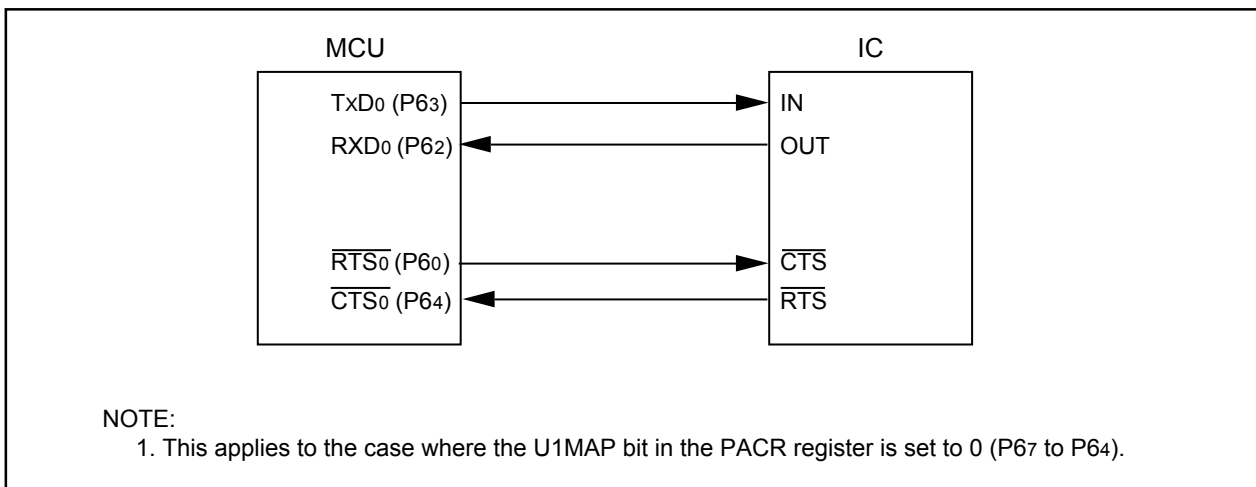 MCU
IC
TxD0 (P63)
IN
RXD0 (P62)
OUT
RTS0 (P60)
CTS
CTS0 (P64)
RTS
NOTE:
1. This applies to the case where the U1MAP bit in the PACR register is set to 0 (P67 to P64).